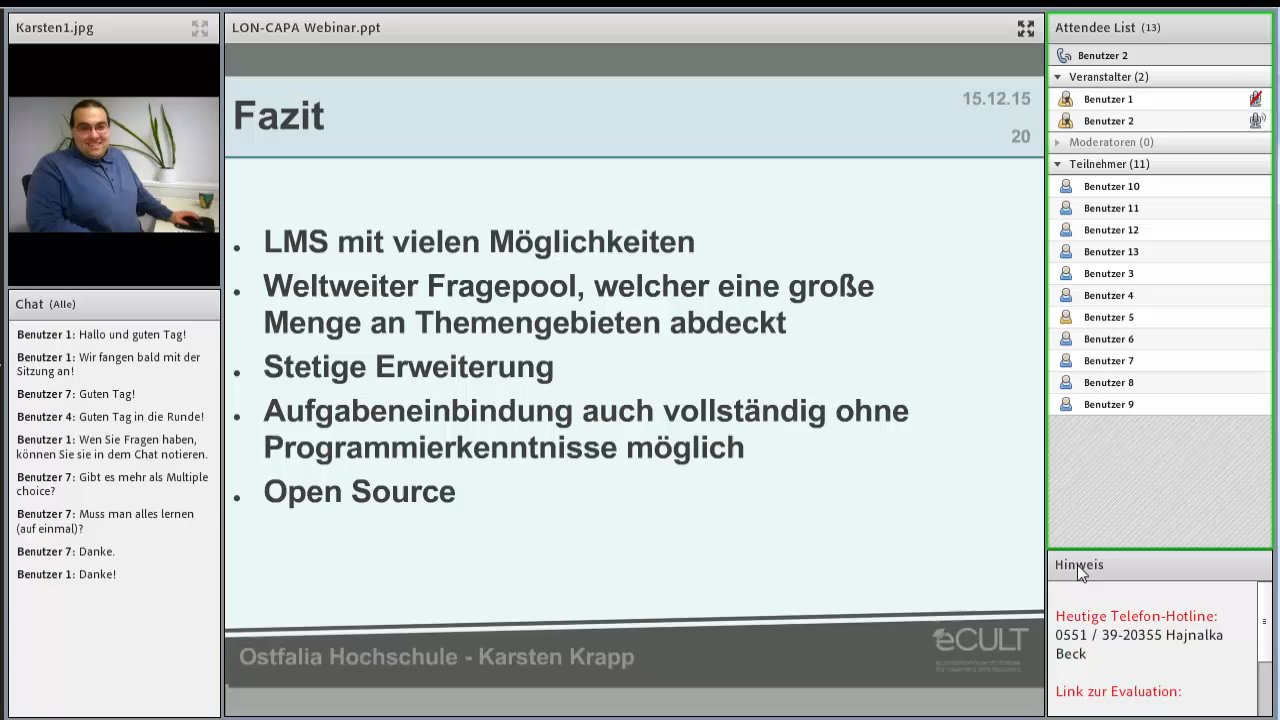 Karsten1.jpg
Chat (Alle)
Benutzer 1: Hallo und guten Tag!
Benutzer 1: Wir fangen bald mit der
Sitzung an!
Benutzer 7: Guten Tag!
Benutzer 4: Guten Tag in die Runde!
Benutzer 1: Wen Sie Fragen haben,
können Sie sie in dem Chat notieren.
Benutzer 7: Gibt es mehr als Multiple
choice?
Benutzer 7: Muss man alles lernen
(auf einmal)?
Benutzer 7: Danke.
Benutzer 1: Danke!
LON-CAPA Webinar.ppt
Fazit
15.12.15
20
• LMS mit vielen Möglichkeiten
• Weltweiter Fragepool, welcher eine große
Menge an Themengebieten abdeckt
• Stetige Erweiterung
• Aufgabeneinbindung auch vollständig ohne
Programmierkenntnisse möglich
• Open Source
Ostfalia Hochschule - Karsten Krapp
eCULT
Attendee List (13)
Benutzer 2
Veranstalter (2)
Benutzer 1
Benutzer 2
Moderatoren (0)
Teilnehmer (11)
Benutzer 10
Benutzer 11
Benutzer 12
Benutzer 13
Benutzer 3
Benutzer 4
Benutzer 5
Benutzer 6
Benutzer 7
Benutzer 8
Benutzer 9
Hinweis
Heutige Telefon-Hotline:
0551 / 39-20355 Hajnalka
Beck
Link zur Evaluation: